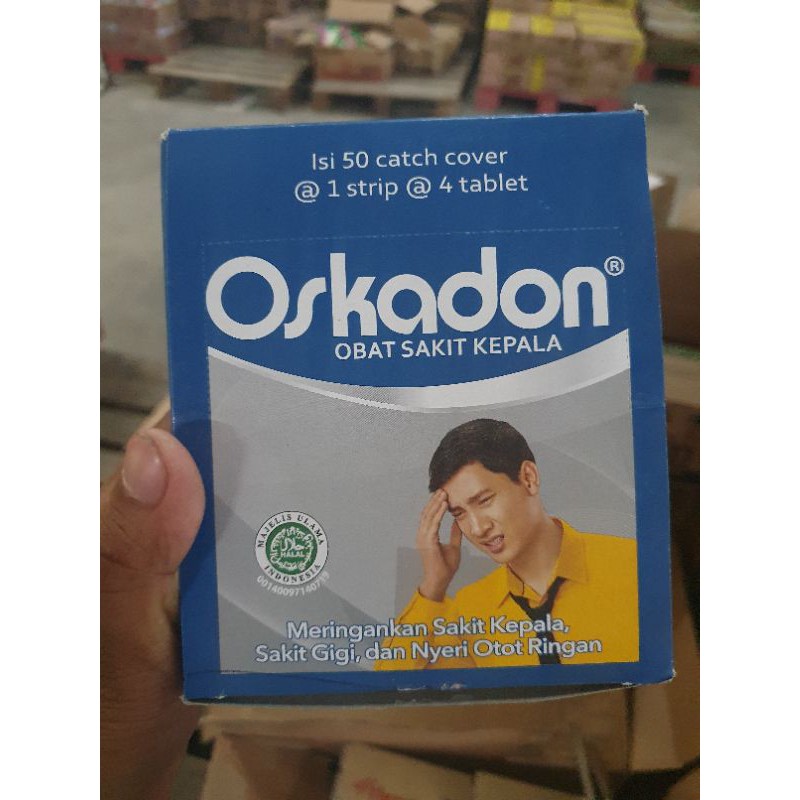 Isi 50 catch cover
@ 1 strip @ 4 tablet
Oskadon®
OBAT SAKIT KEPALA
MAJELIS ULAMA
حلال
HALAL
INDONESIA
Meringankan Sakit Kepala,
Sakit Gigi, dan Nyeri Otot Ringan